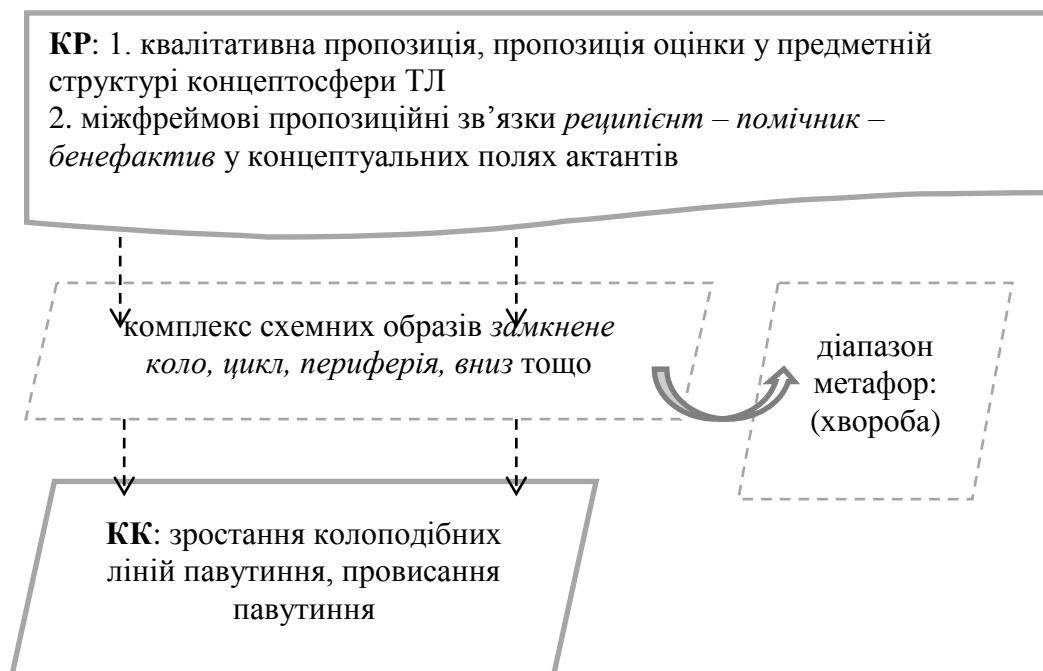 КР: 1. квалітативна пропозиція, пропозиція оцінки у предметній
структурі концептосфери ТЛ
2. міжфреймові пропозиційні зв’язки реципієнт – помічник –
бенефактив у концептуальних полях актантів
комплекс схемних образів замкнене
коло, цикл, периферія, вниз тощо
діапазон
метафор:
(хвороба)
КК: зростання колоподібних
ліній павутиння, провисання
павутиння